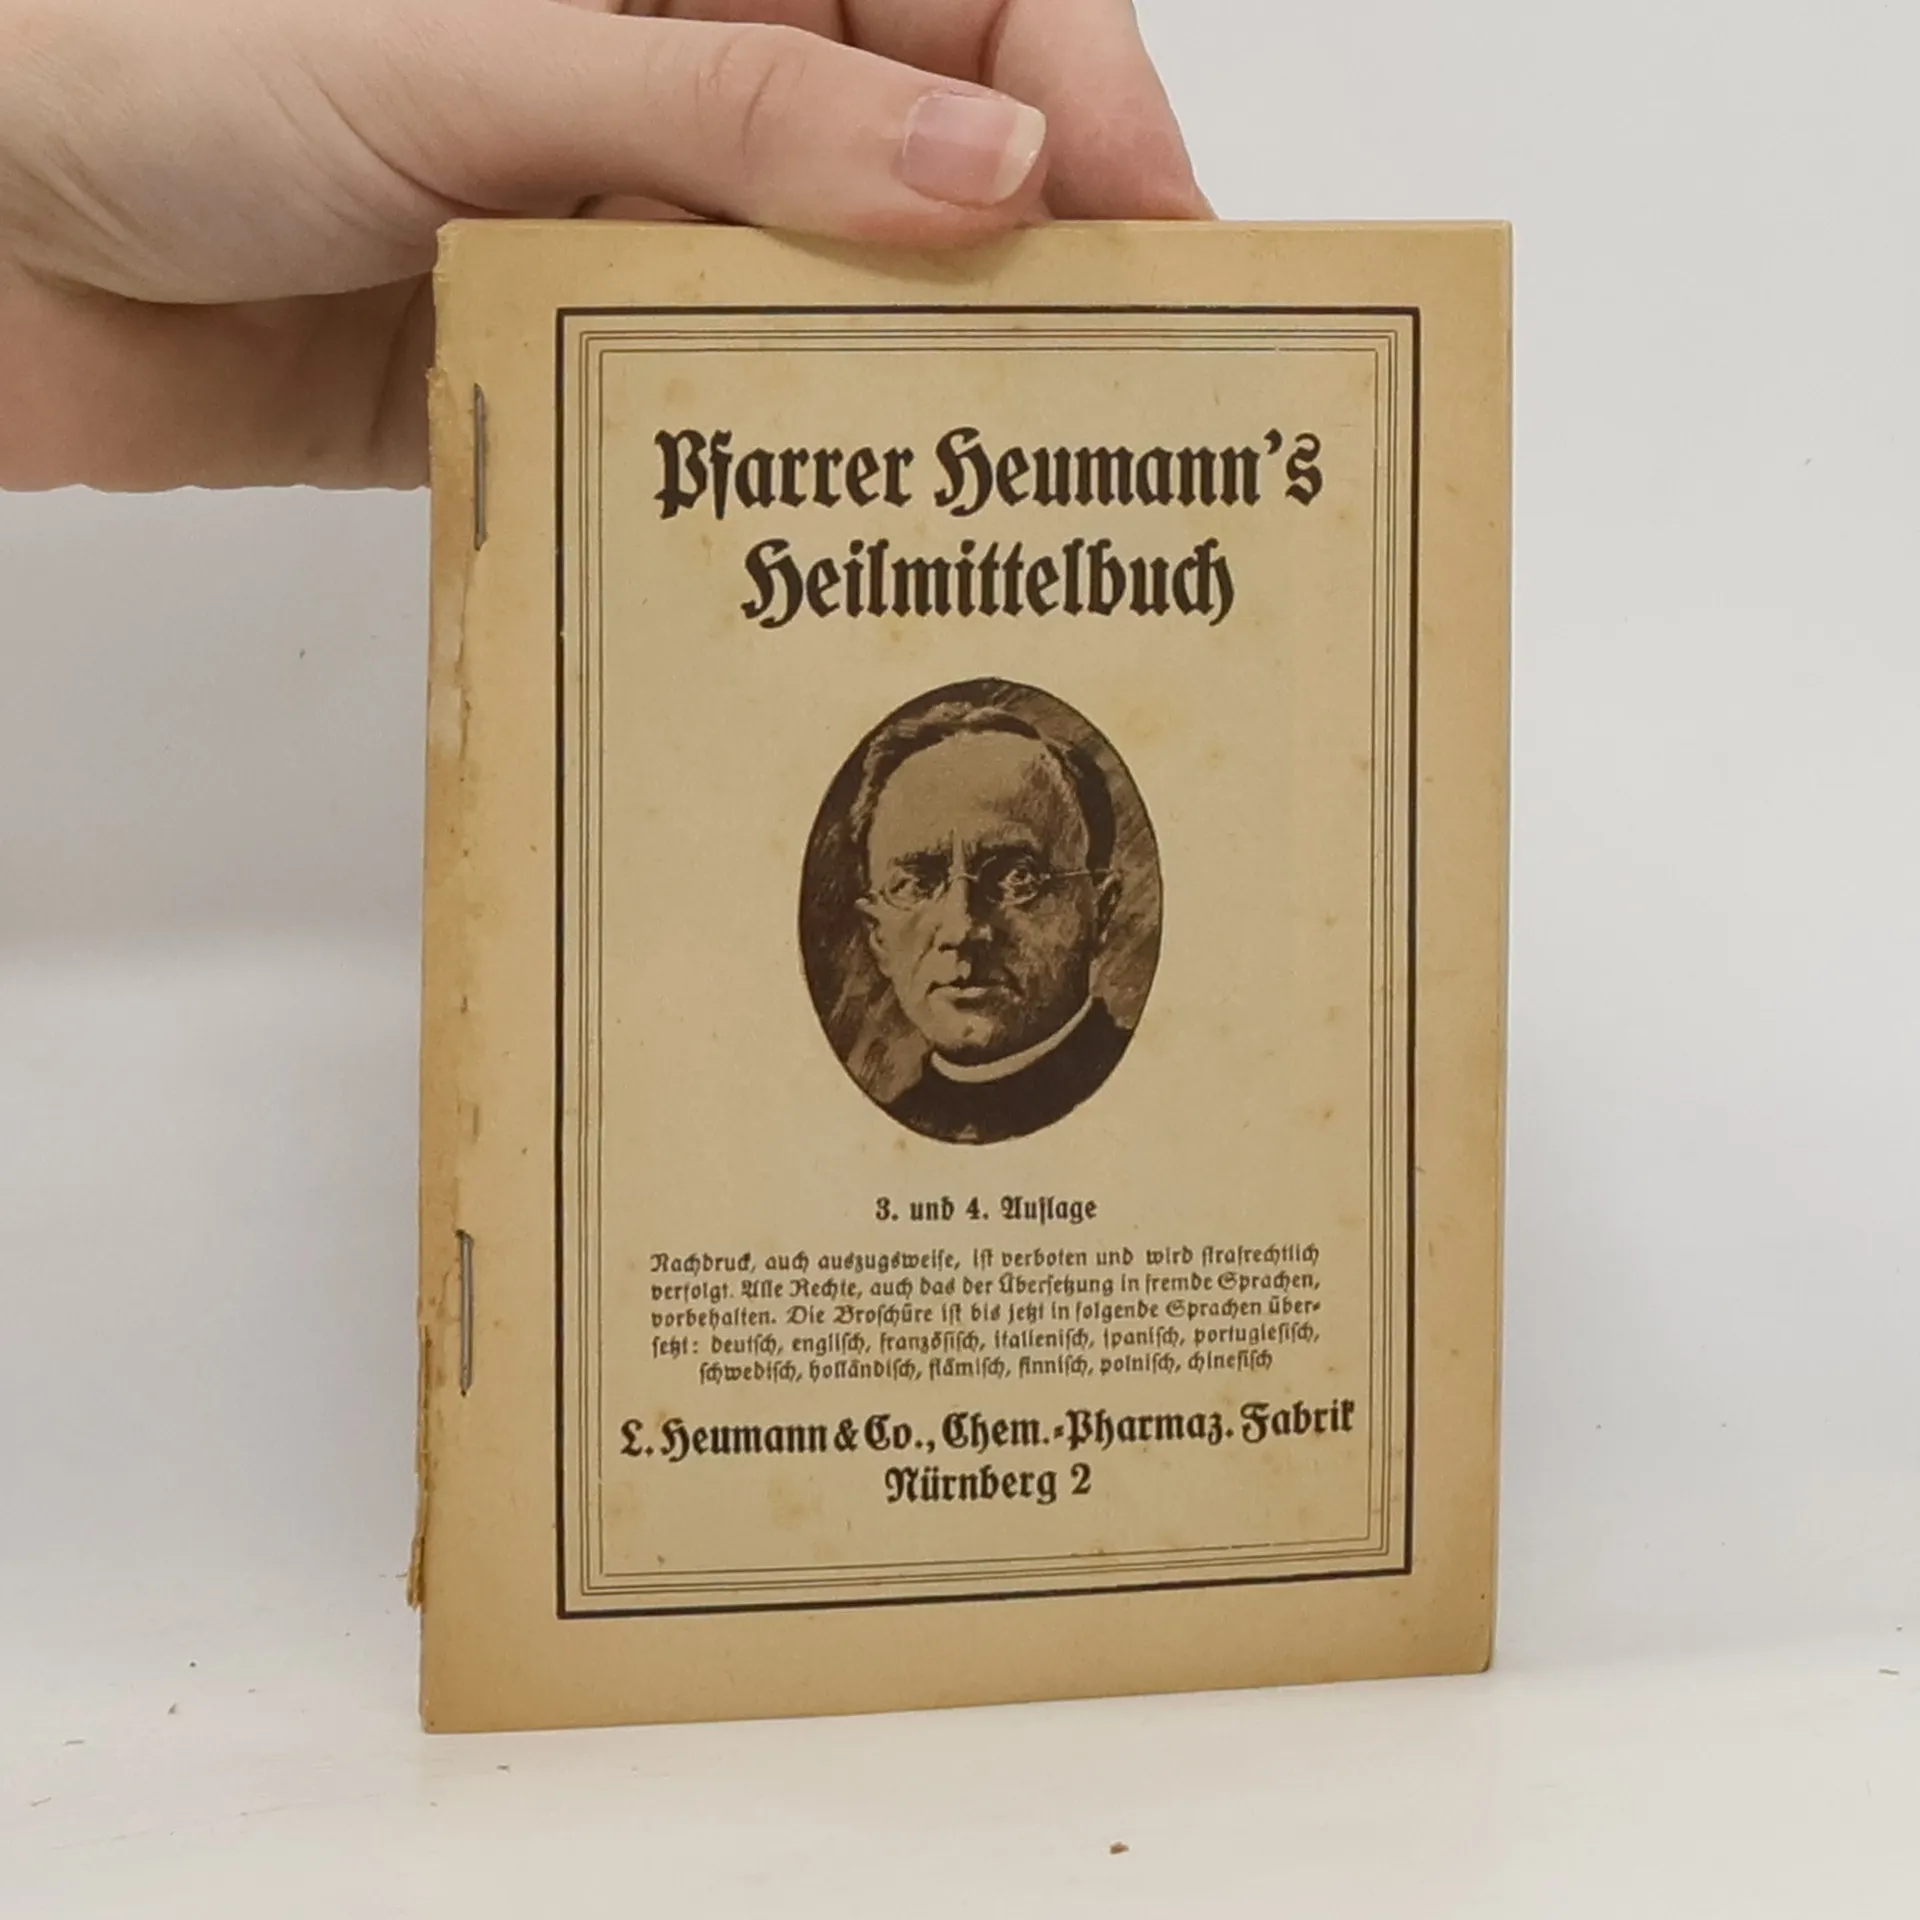 Pfarrer Heumann's
Heilmittelbuch
3. und 4. Auflage
Nachdruck, auch auszugsweise, ist verboten und wird strafrechtlich
verfolgt. Alle Rechte, auch das der Übersetzung in fremde Sprachen,
vorbehalten. Die Broschüre ist bis jetzt in folgende Sprachen über-
setzt: deutsch, englisch, französisch, italienisch, spanisch, portugiesisch,
schwedisch, holländisch, flämisch, finnisch, polnisch, chinesisch
L. Heumann & Co., Chem.-Pharmaz. Fabrik
Nürnberg 2